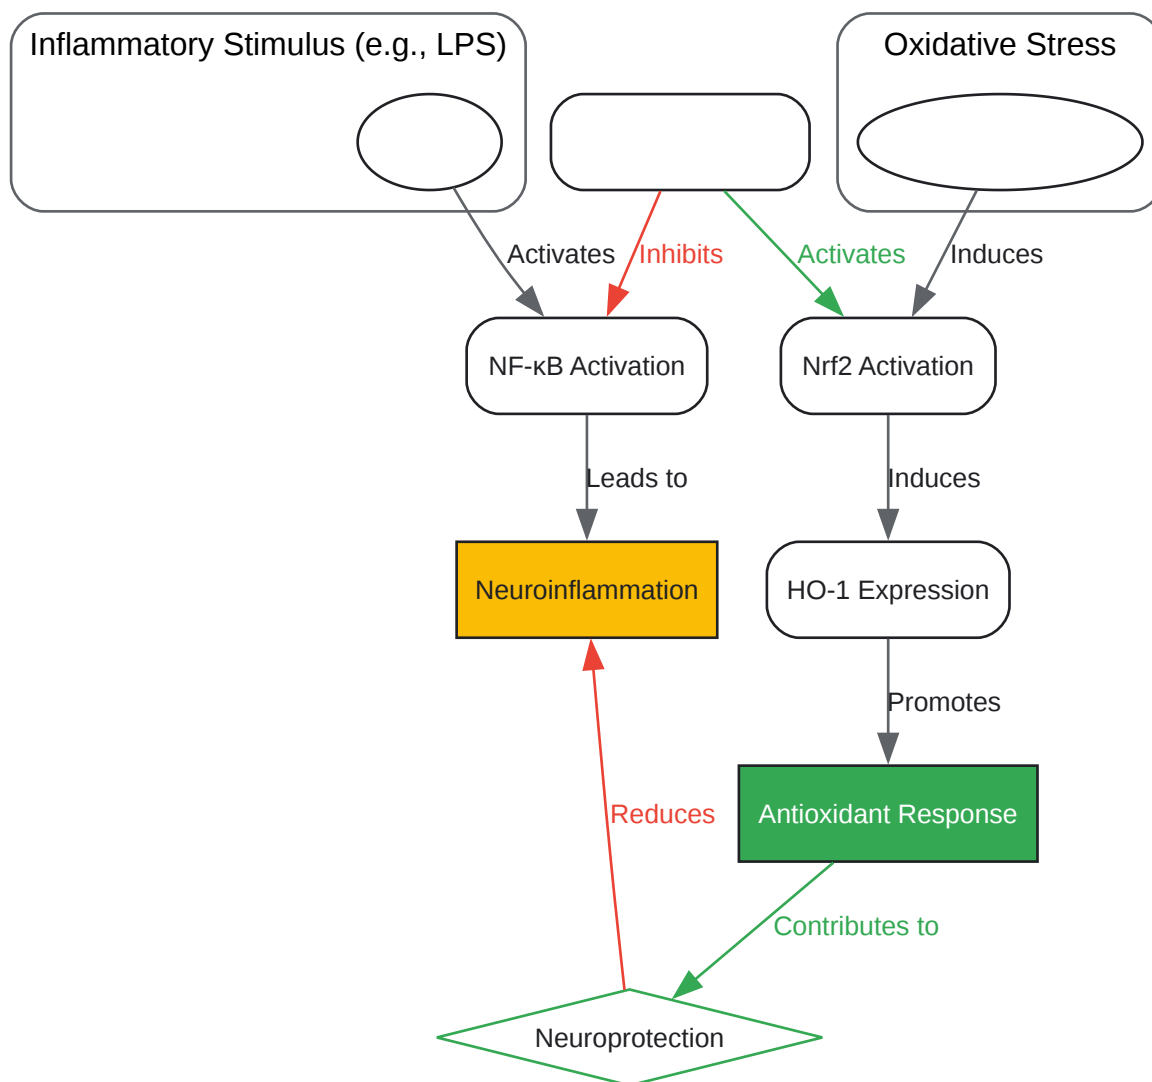 Inflammatory Stimulus (e.g., LPS)
Oxidative Stress
Activates
Inhibits
Activates
Induces
NF-κB Activation
Nrf2 Activation
Leads to
Induces
Neuroinflammation
HO-1 Expression
Promotes
Reduces
Antioxidant Response
Contributes to
Neuroprotection